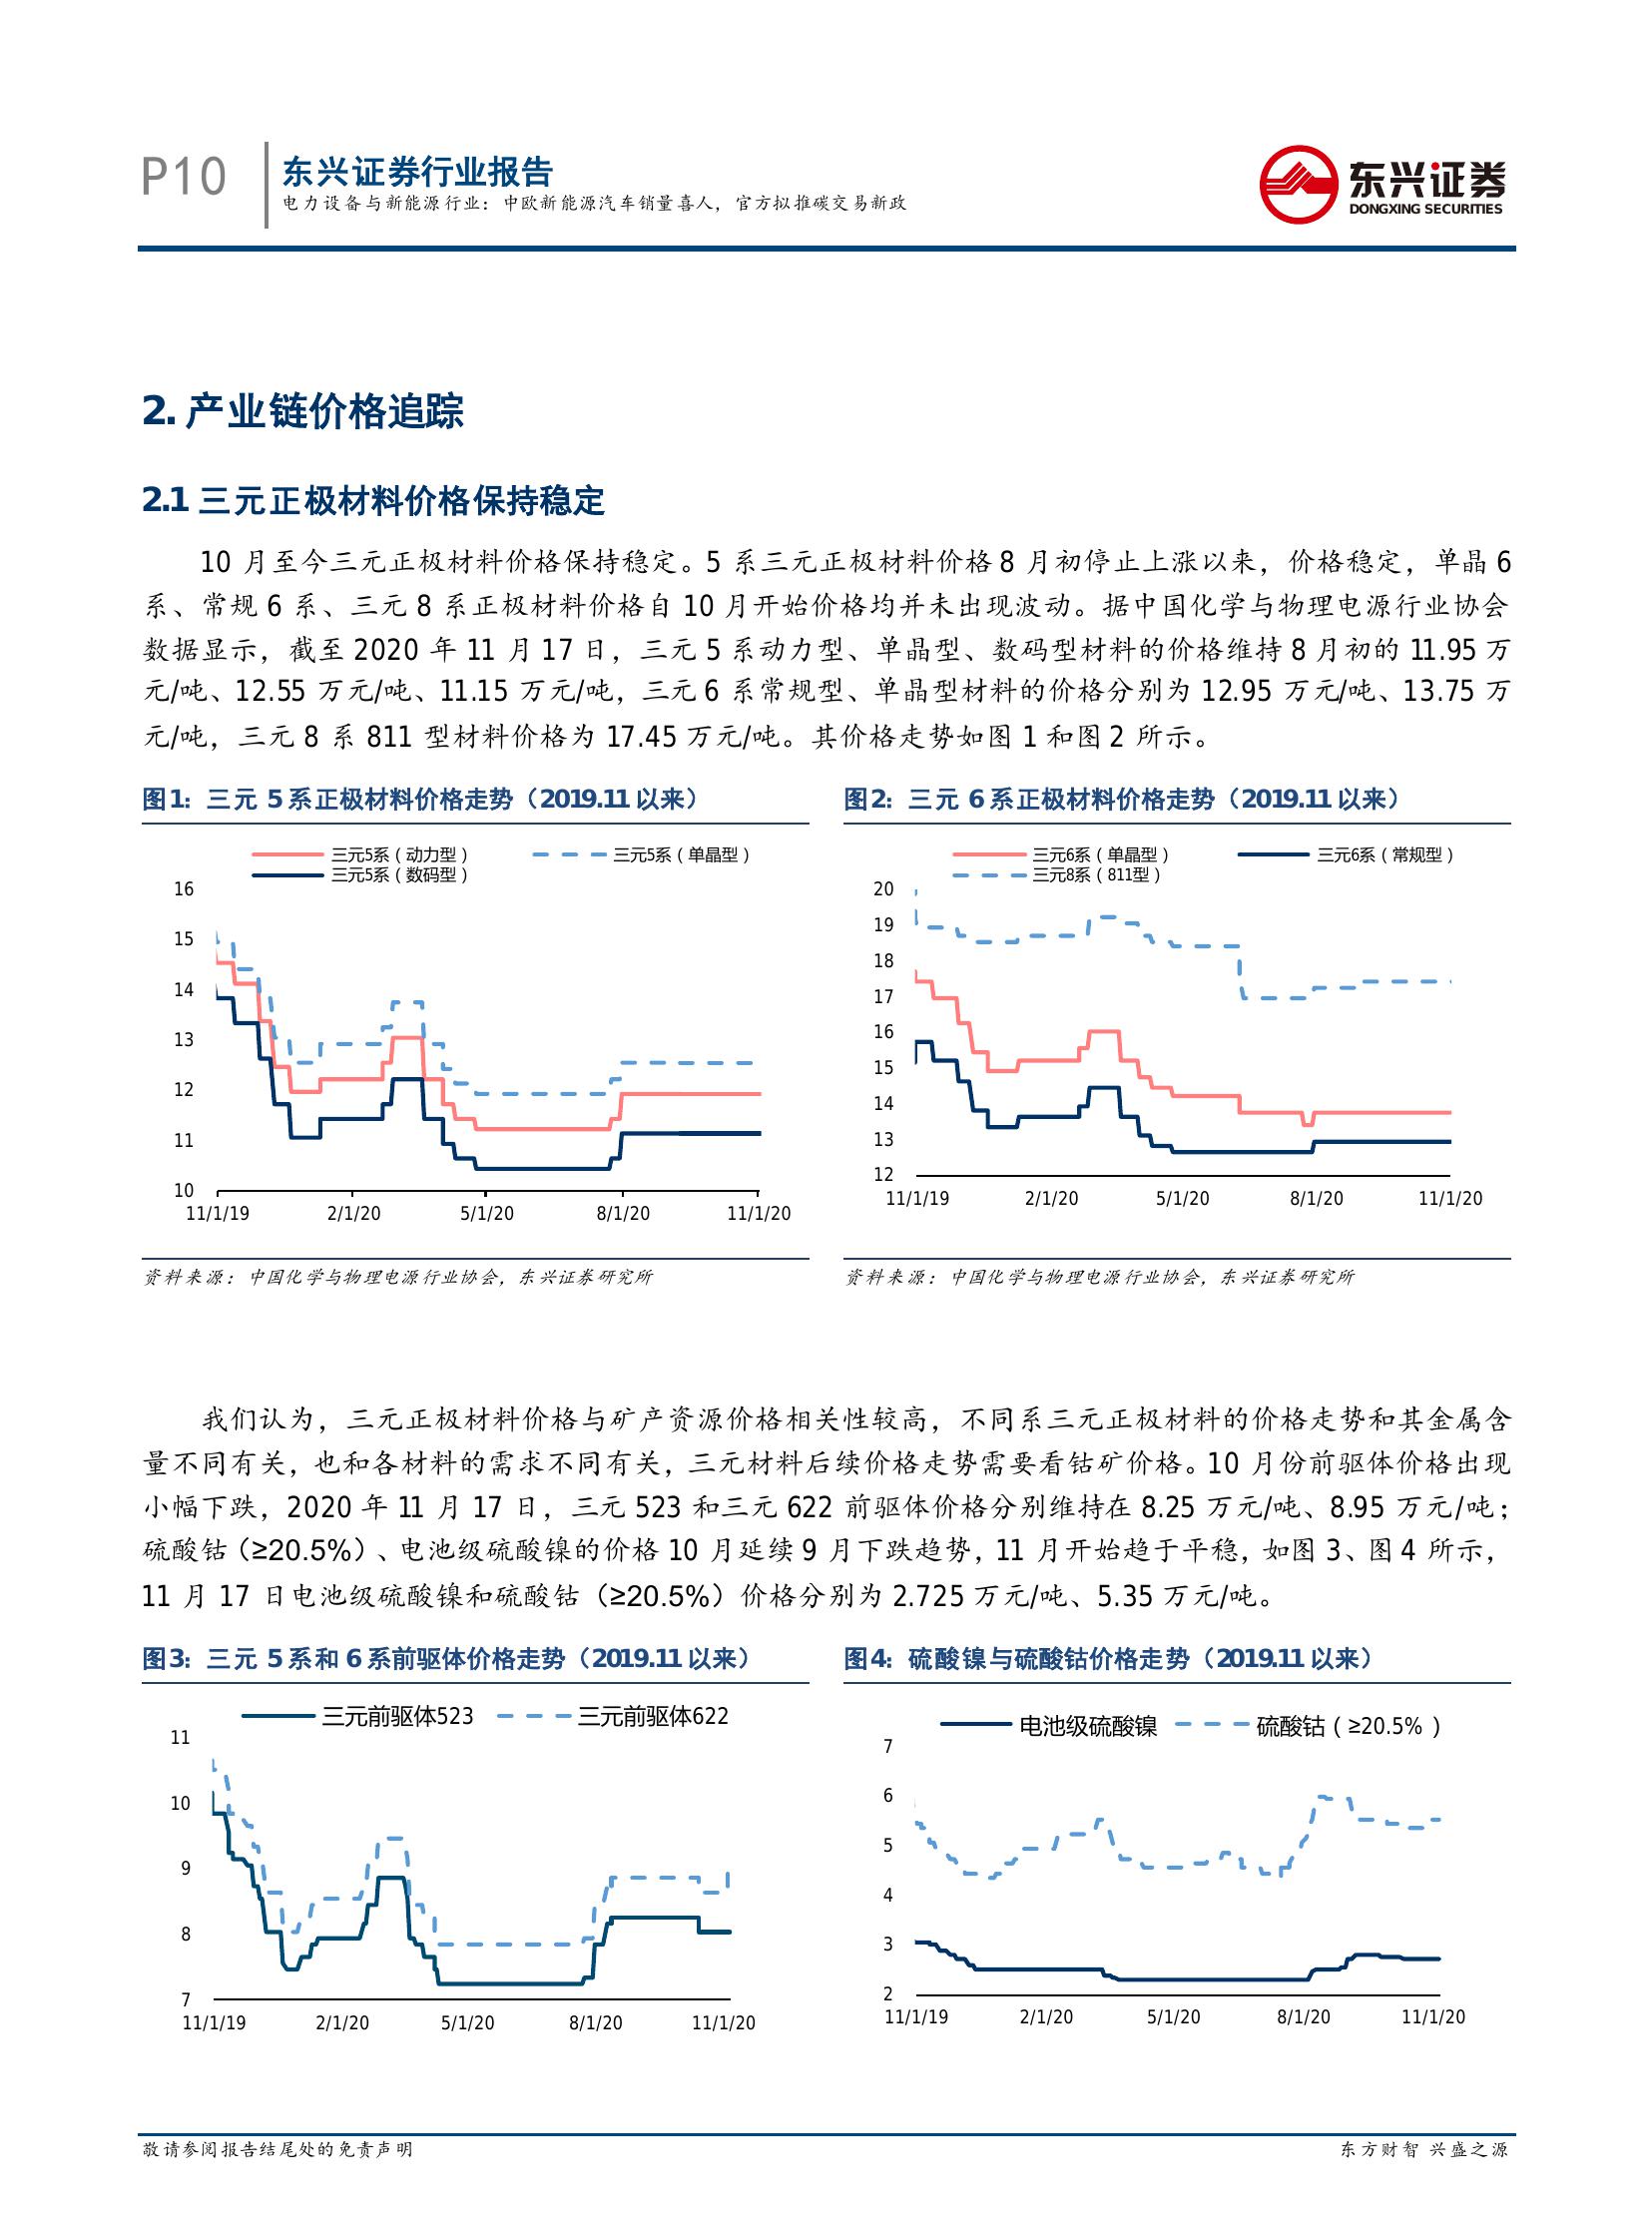 P10
东兴证券行业报告
电力设备与新能源行业：中欧新能源汽车销量喜人，官方拟推碳交易新政
东兴证券
DONGXING SECURITIES
2. 产业链价格追踪
2.1 三元正极材料价格保持稳定
10 月至今三元正极材料价格保持稳定。5 系三元正极材料价格 8 月初停止上涨以来，价格稳定，单晶 6
系、常规 6 系、三元 8 系正极材料价格自 10 月开始价格均并未出现波动。据中国化学与物理电源行业协会
数据显示，截至 2020 年 11 月 17 日，三元 5 系动力型、单晶型、数码型材料的价格维持 8 月初的 11.95 万
元/吨、12.55 万元/吨、11.15 万元/吨，三元 6 系常规型、单晶型材料的价格分别为 12.95 万元/吨、13.75 万
元/吨，三元 8 系 811 型材料价格为 17.45 万元/吨。其价格走势如图 1 和图 2 所示。
图1：三元 5 系正极材料价格走势（2019.11 以来）
三元5系（动力型） 三元5系（单晶型）
三元5系（数码型）
16
15
14
13
12
11
10
11/1/19 2/1/20 5/1/20 8/1/20 11/1/20
资料来源：中国化学与物理电源行业协会，东兴证券研究所
图2：三元 6 系正极材料价格走势（2019.11 以来）
三元6系（单晶型） 三元6系（常规型）
三元8系（811型）
20
19
18
17
16
15
14
13
12
11/1/19 2/1/20 5/1/20 8/1/20 11/1/20
资料来源：中国化学与物理电源行业协会，东兴证券研究所
我们认为，三元正极材料价格与矿产资源价格相关性较高，不同系三元正极材料的价格走势和其金属含
量不同有关，也和各材料的需求不同有关，三元材料后续价格走势需要看钴矿价格。10 月份前驱体价格出现
小幅下跌，2020 年 11 月 17 日，三元 523 和三元 622 前驱体价格分别维持在 8.25 万元/吨、8.95 万元/吨；
硫酸钴（≥20.5%）、电池级硫酸镍的价格 10 月延续 9 月下跌趋势，11 月开始趋于平稳，如图 3、图 4 所示，
11 月 17 日电池级硫酸镍和硫酸钴（≥20.5%）价格分别为 2.725 万元/吨、5.35 万元/吨。
图3：三元 5 系和 6 系前驱体价格走势（2019.11 以来）
三元前驱体523 三元前驱体622
11
10
9
8
7
11/1/19 2/1/20 5/1/20 8/1/20 11/1/20
图4：硫酸镍与硫酸钴价格走势（2019.11 以来）
电池级硫酸镍 硫酸钴（≥20.5%）
7
6
5
4
3
2
11/1/19 2/1/20 5/1/20 8/1/20 11/1/20
敬请参阅报告结尾处的免责声明
东方财智 兴盛之源